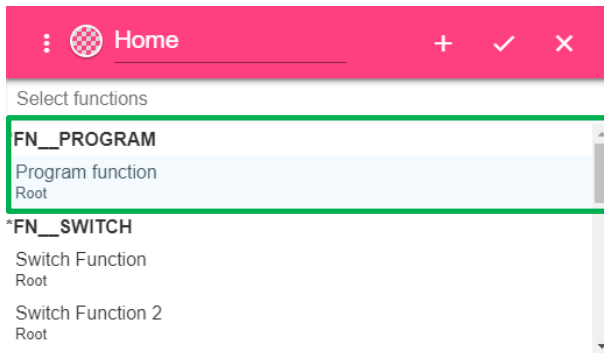 Home
Select functions
*FN__PROGRAM
Program function
Root
*FN__SWITCH
Switch Function
Root
Switch Function 2
Root